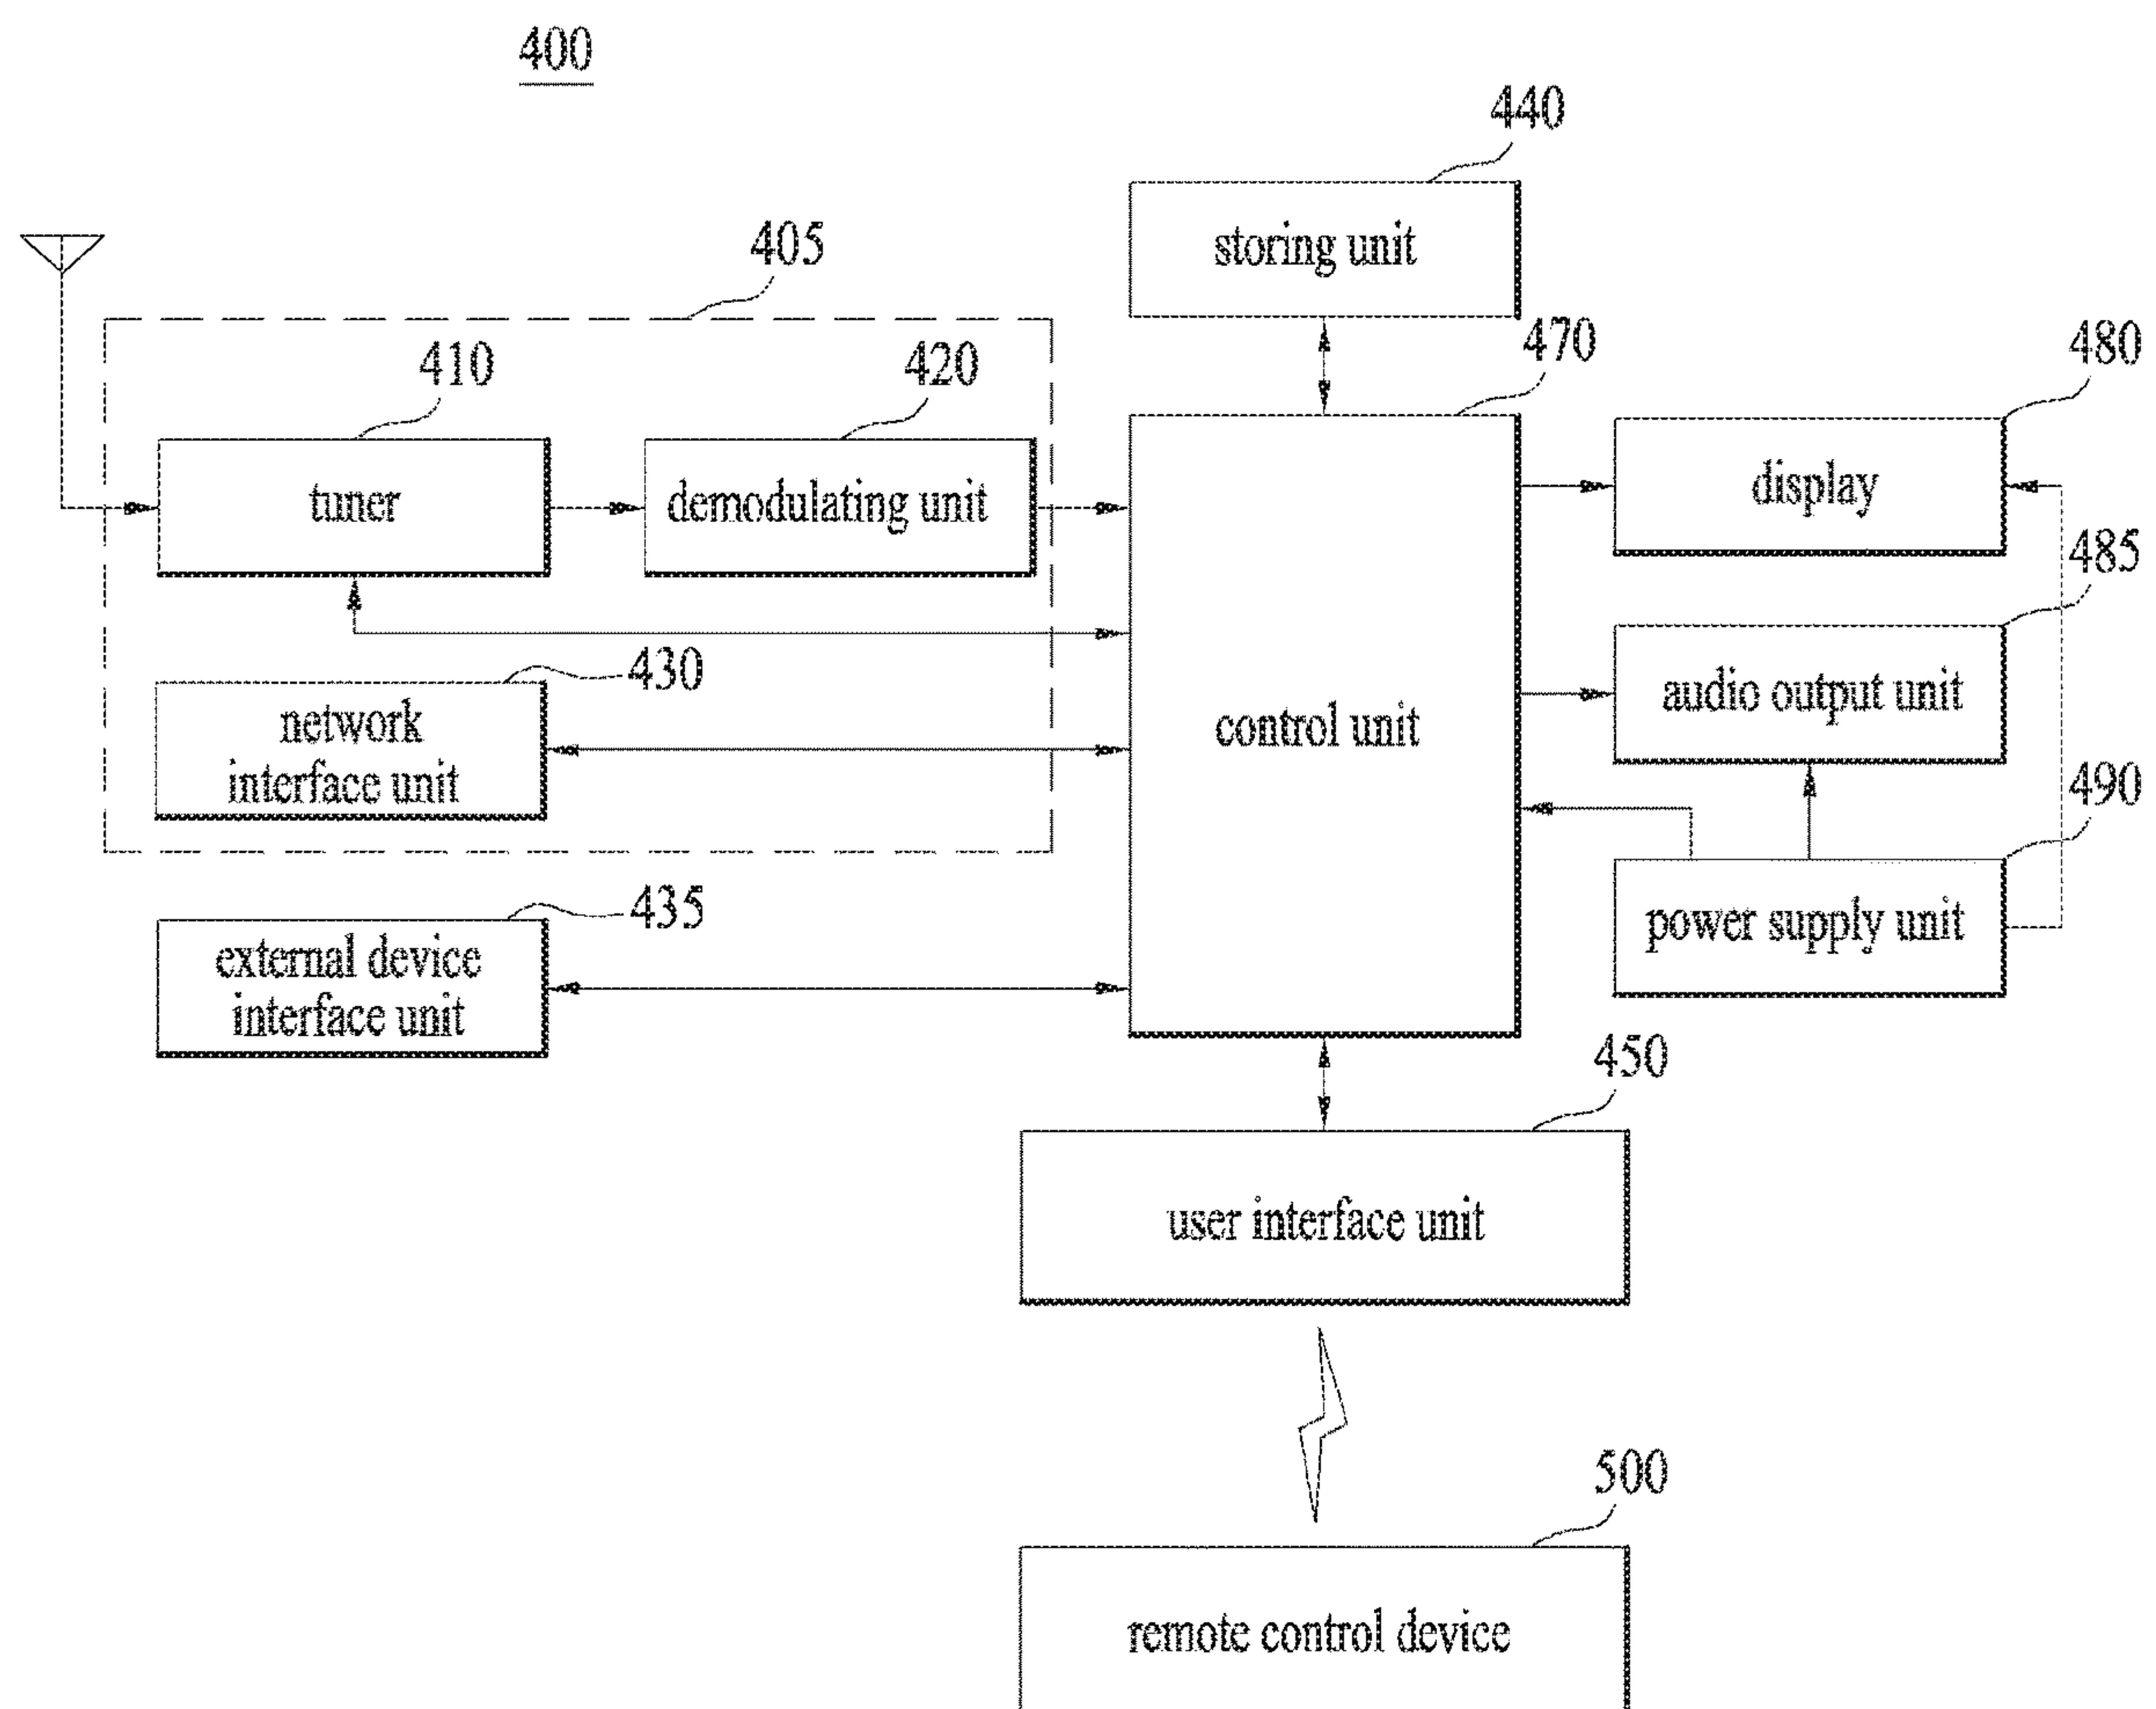 400
440
storing unit
405
410
420
470
480
tuner
demodulating unit
display
485
430
network
interface unit
control unit
audio output unit
490
435
external device
interface unit
power supply unit
450
user interface unit
500
remote control device